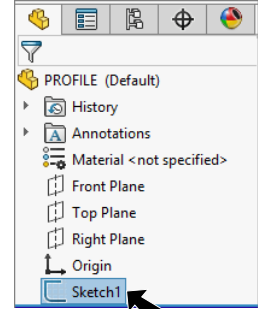 PROFILE (Default)
History
Annotations
Material <not specified>
Front Plane
Top Plane
Right Plane
Origin
Sketch1